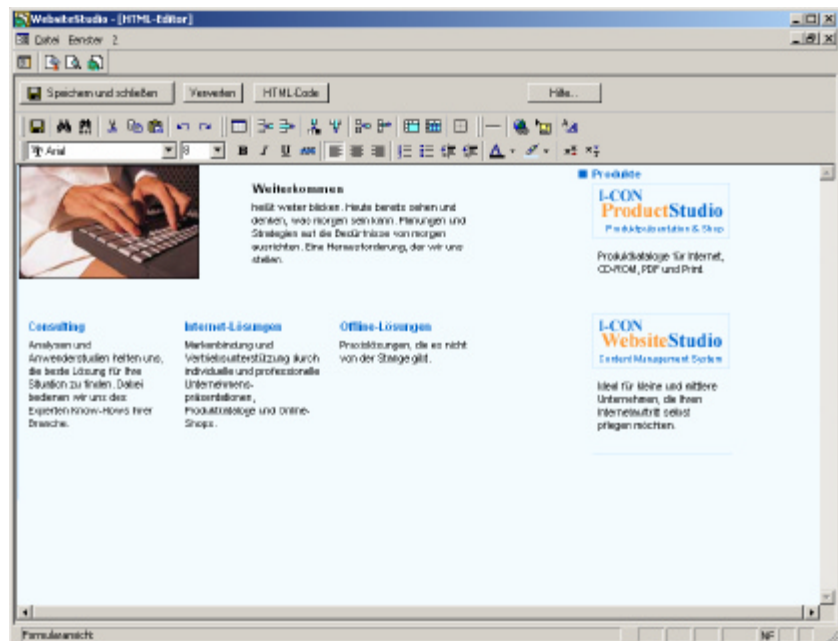 WebsiteStudio - [HTML-Editor]
Datei Fenster ?
Speichern und schließen Verwerfen HTML-Code Hilfe...
Arial 8
Weiterkommen
heißt weiter blicken. Heute bereits sehen und
denken, was morgen sein kann. Planungen und
Strategien auf die Bedürfnisse von morgen
ausrichten. Eine Herausforderung, der wir uns
stellen.
Produkte
I-CON
ProductStudio
Produktpräsentation & Shop
Produktkataloge für Internet,
CD-ROM, PDF und Print
Consulting
Analysen und
Anwenderstudien helfen uns,
die beste Lösung für Ihre
Situation zu finden. Dabei
bedienen wir uns des
Experten Know-Hows Ihrer
Branche.
Internet-Lösungen
Markenbindung und
Vertriebsunterstützung durch
individuelle und professionelle
Unternehmens-
präsentationen,
Produktkataloge und Online-
Shops.
Offline-Lösungen
Praxislösungen, die es nicht
von der Stange gibt.
I-CON
WebsiteStudio
Content Management System
Ideal für kleine und mittlere
Unternehmen, die Ihren
Internetauftritt selbst
pflegen möchten.
Formularansicht NF